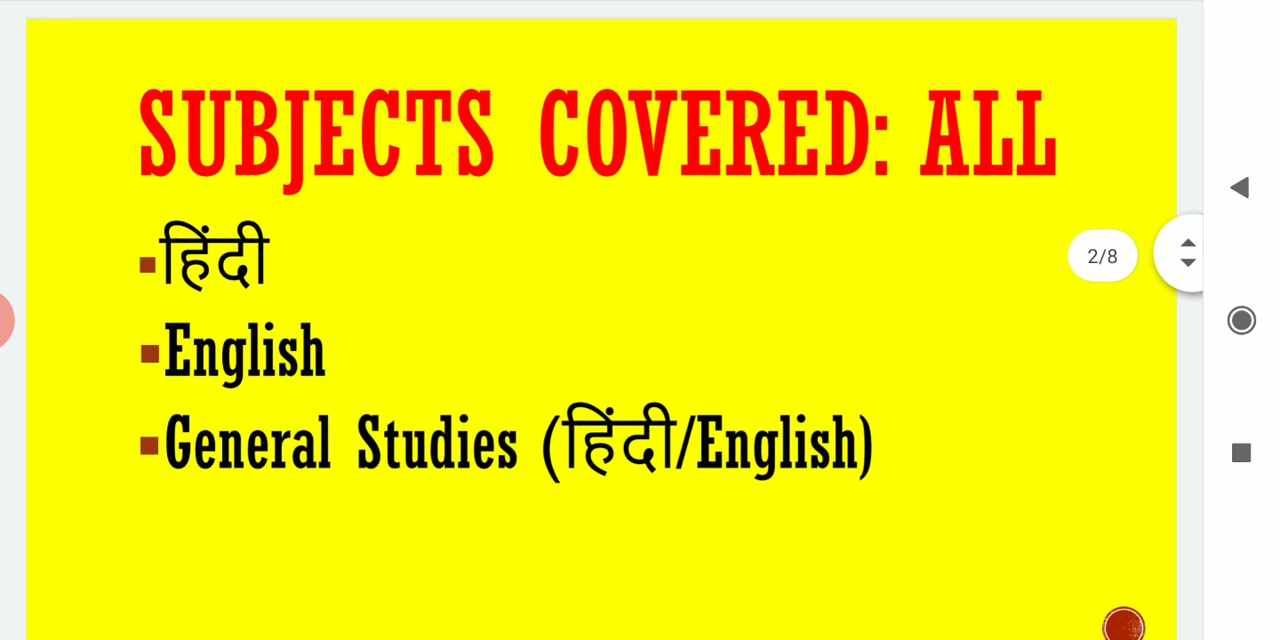 SUBJECTS COVERED: ALL
हिंदी
2/8
English
General Studies (हिंदी/English)